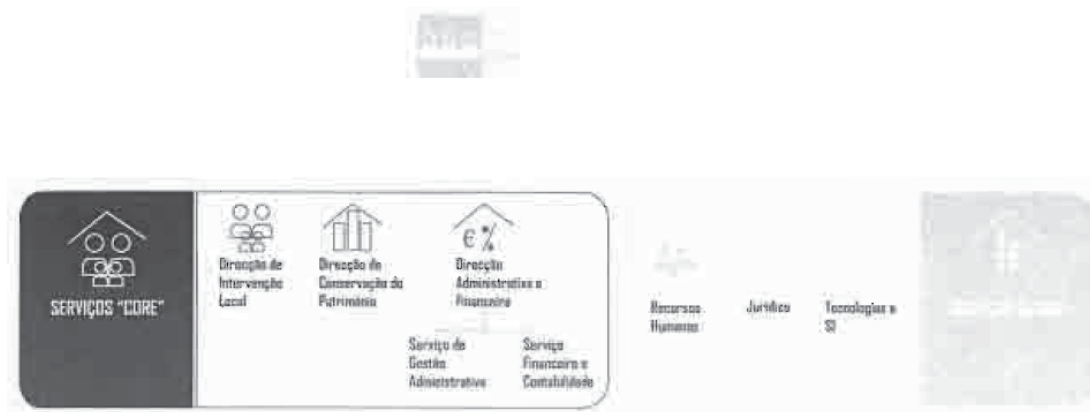 SERVIÇOS "CORE"
€ %
Direcção de
Intervenção
Local
Direcção de
Conservação do
Património
Direcção
Administrativa e
Financeira
Serviço de
Gestão
Administrativa
Serviço
Financeiro e
Contabilidade
Recursos
Humanos
Jurídico
Tecnologias e
SI